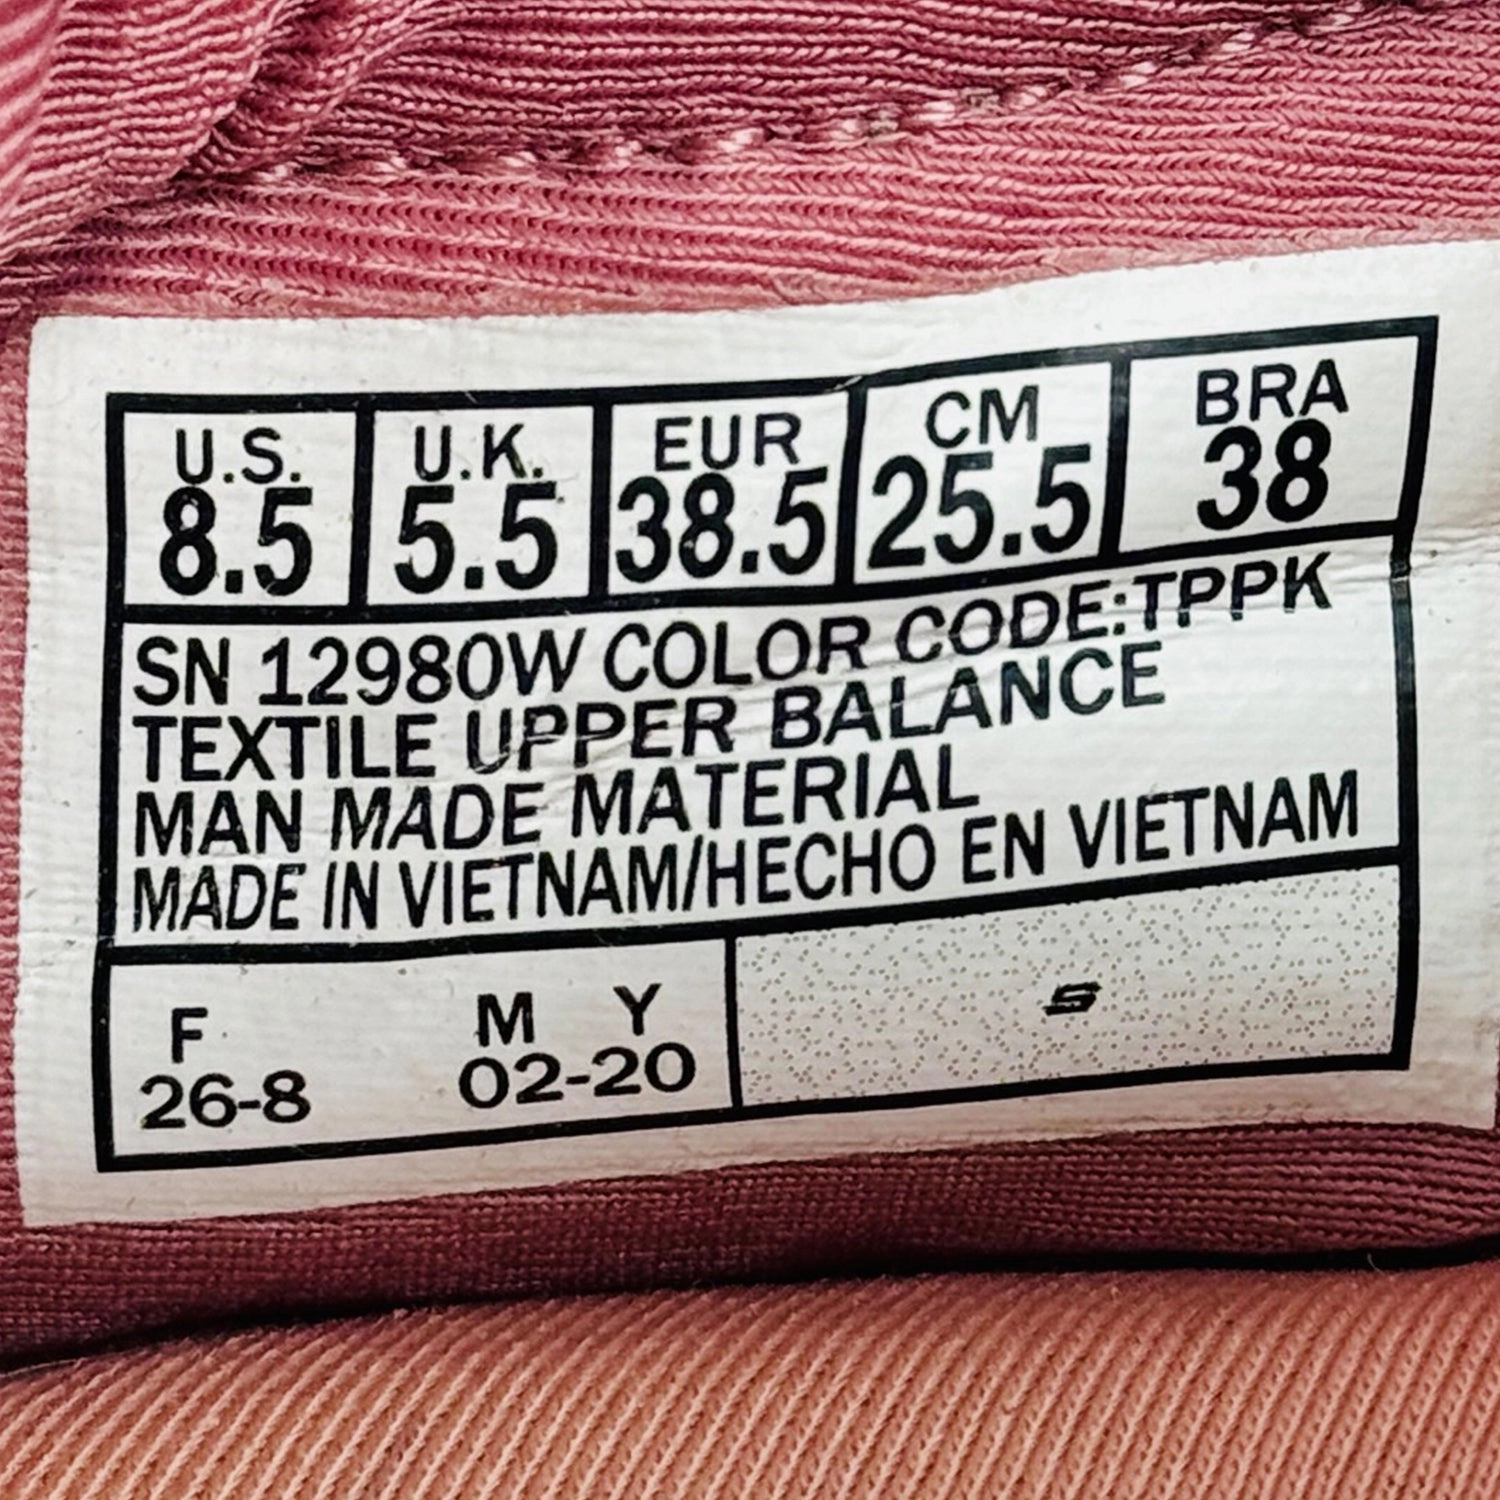 U.S. U.K. EUR CM BRA
8.5 5.5 38.5 25.5 38
SN 12980W COLOR CODE:TPPK
TEXTILE UPPER BALANCE
MAN MADE MATERIAL
MADE IN VIETNAM/HECHO EN VIETNAM
F M Y
26-8 02-20
S